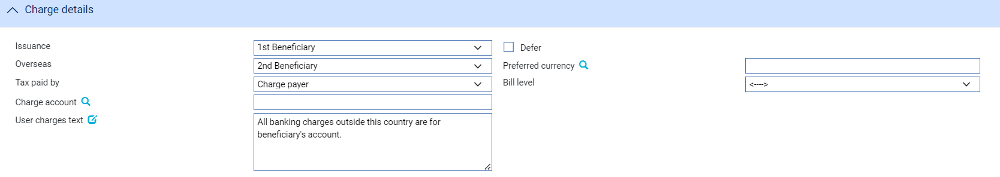 Charge details
Issuance
1st Beneficiary
Defer
Overseas
2nd Beneficiary
Preferred currency
Tax paid by
Charge payer
Bill level
<---->
Charge account
User charges text
All banking charges outside this country are for
beneficiary's account.